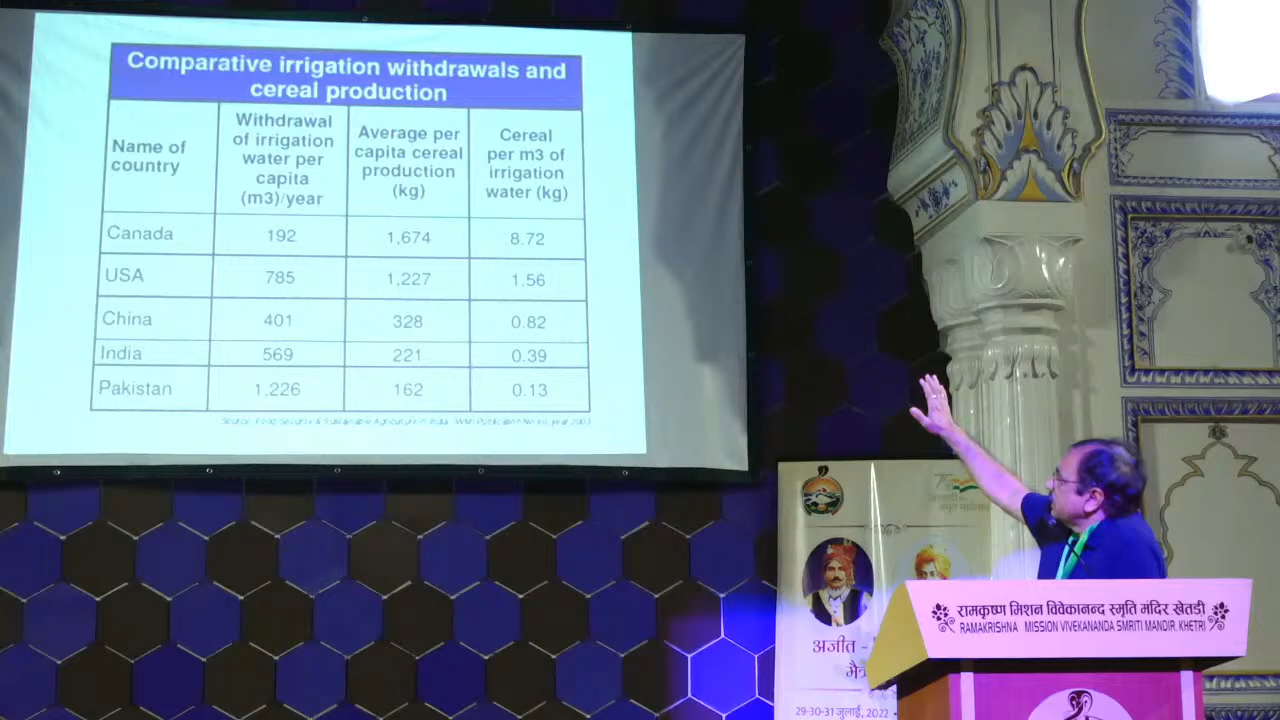 Comparative irrigation withdrawals and
cereal production
Name of
country
Withdrawal
of irrigation
water per
capita
(m3)/year
Average per
capita cereal
production
(kg)
Cereal
per m3 of
irrigation
water (kg)
Canada 192 1,674 8.72
USA 785 1,227 1.56
China 401 328 0.82
India 569 221 0.39
Pakistan 1,226 162 0.13
रामकृष्ण मिशन विवेकानन्द स्मृति मंदिर, खेतडी
RAMAKRISHNA MISSION VIVEKANANDA SMRITI MANDIR, KHETRI
अजीत -
29-30-31 जुलाई, 2022